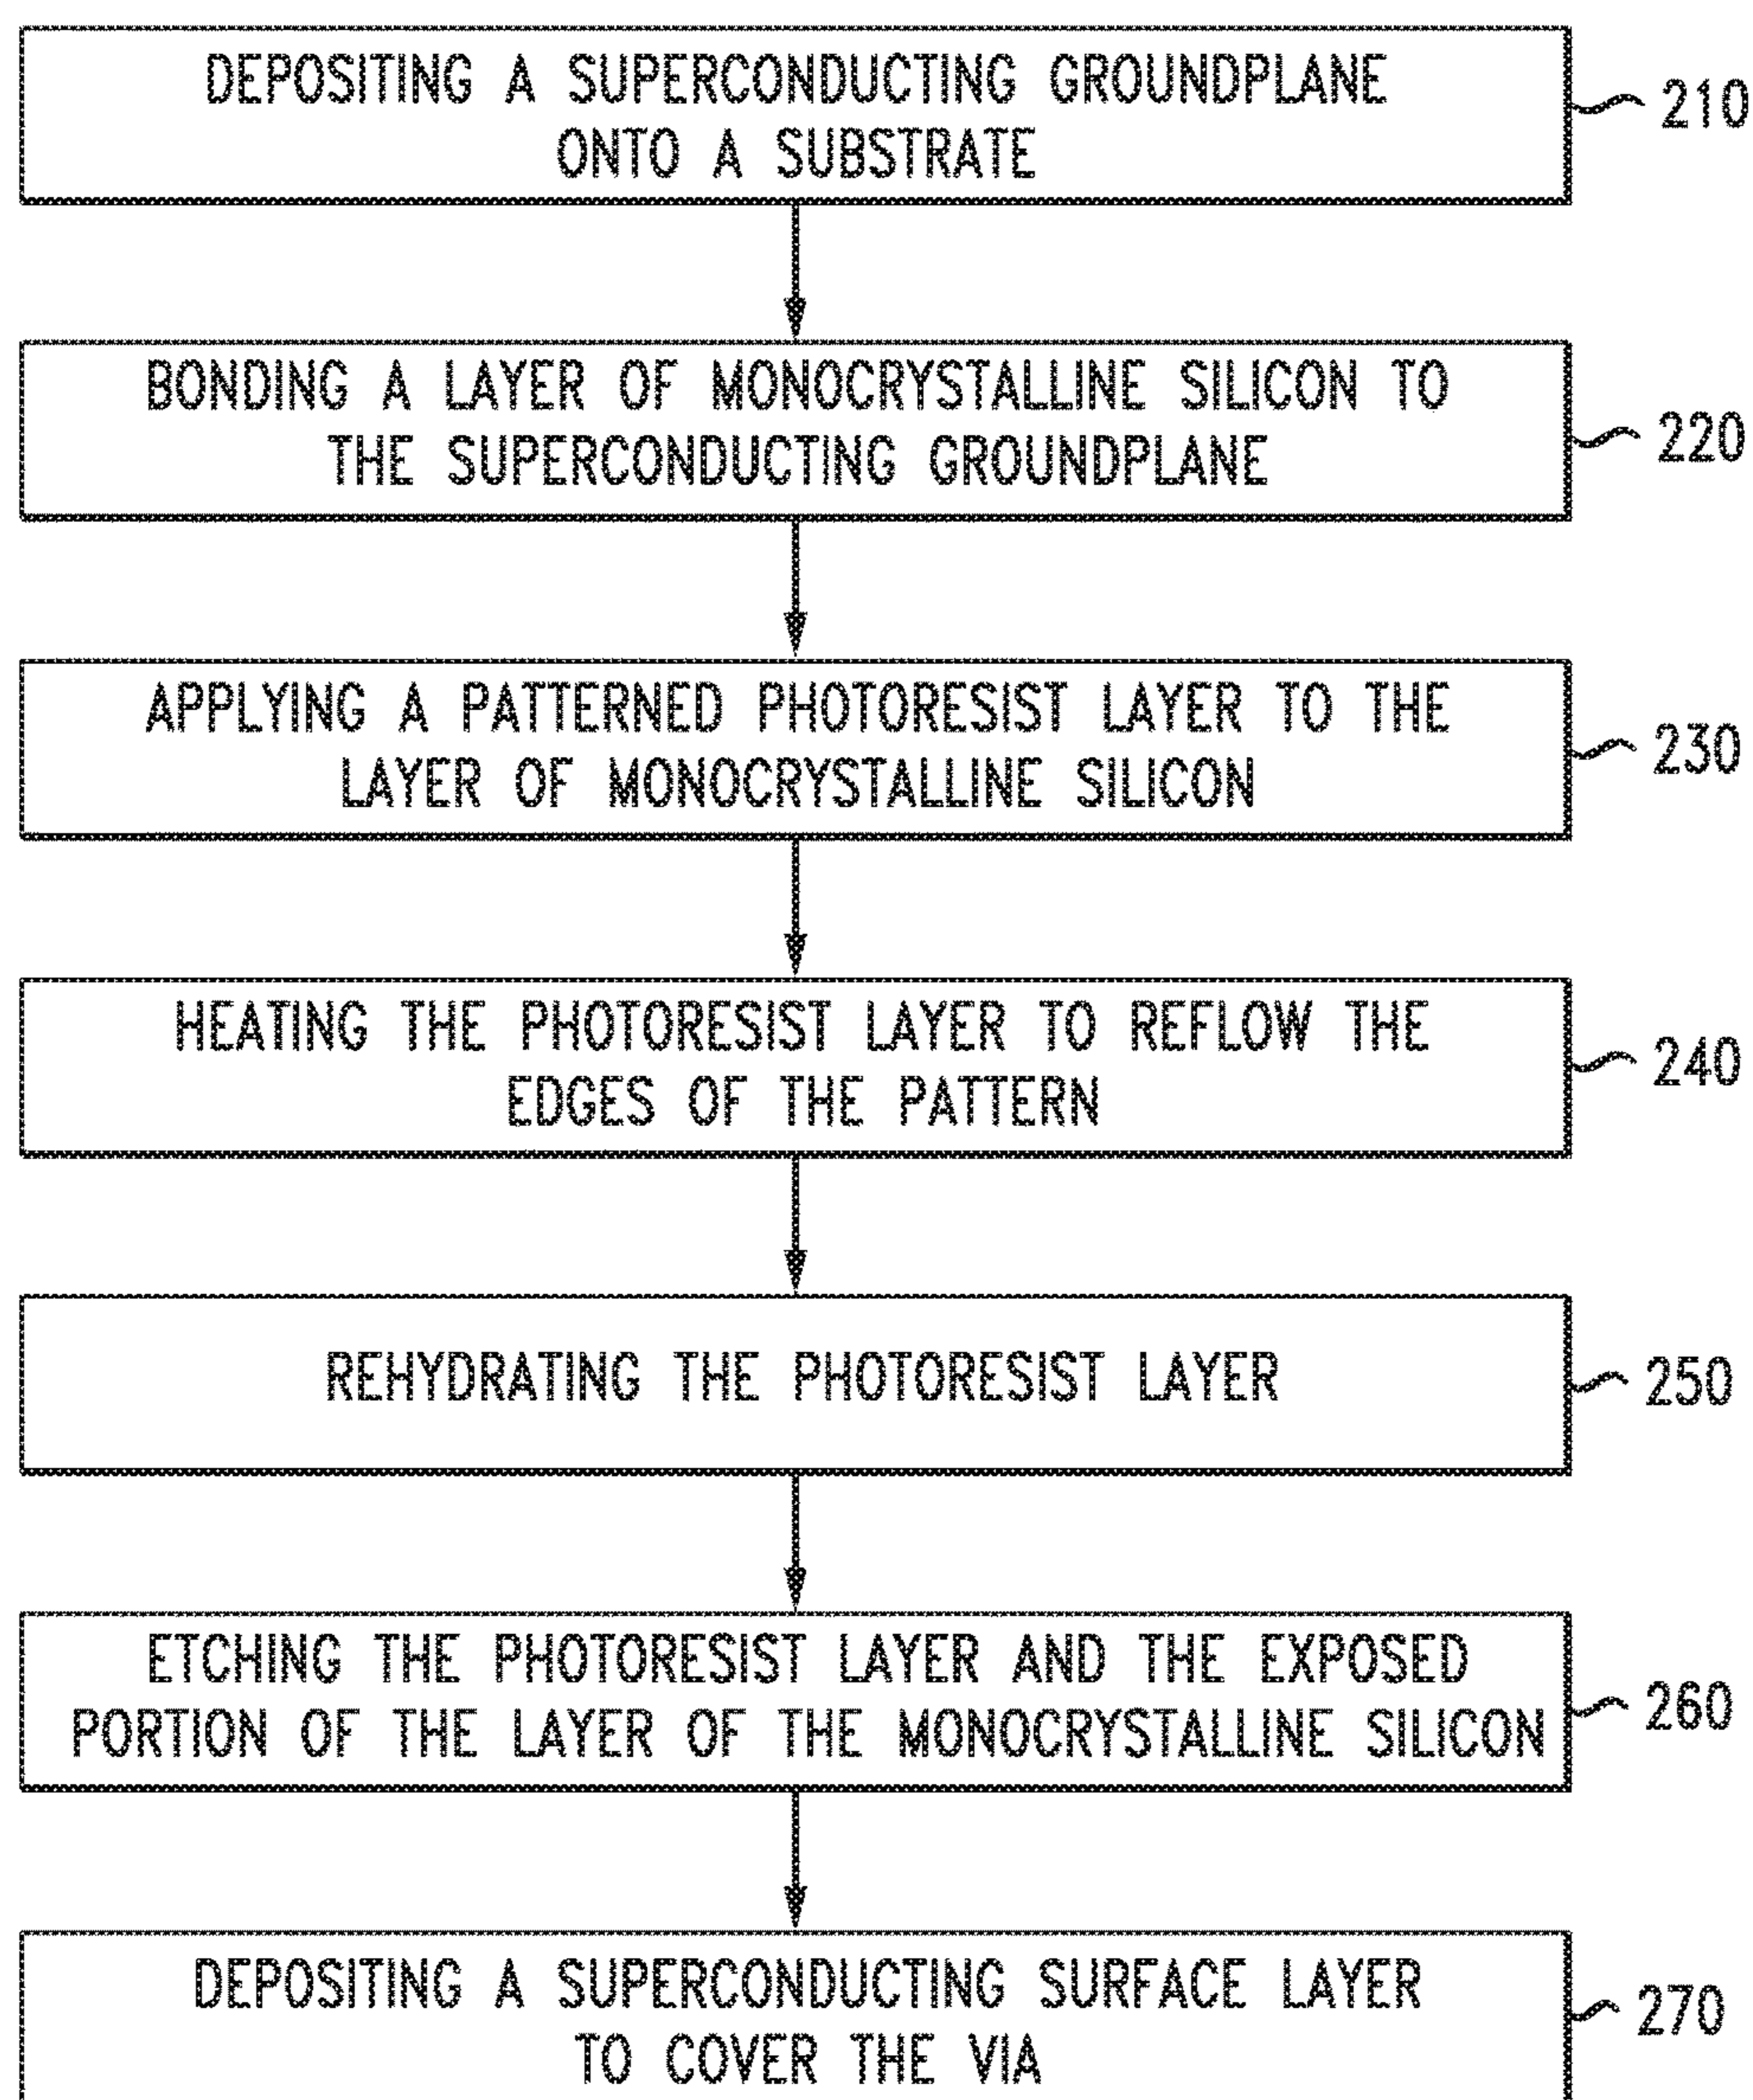 DEPOSITING A SUPERCONDUCTING GROUNDPLANE
ONTO A SUBSTRATE
210
BONDING A LAYER OF MONOCRYSTALLINE SILICON TO
THE SUPERCONDUCTING GROUNDPLANE
220
APPLYING A PATTERNED PHOTORESIST LAYER TO THE
LAYER OF MONOCRYSTALLINE SILICON
230
HEATING THE PHOTORESIST LAYER TO REFLOW THE
EDGES OF THE PATTERN
240
REHYDRATING THE PHOTORESIST LAYER
250
ETCHING THE PHOTORESIST LAYER AND THE EXPOSED
PORTION OF THE LAYER OF THE MONOCRYSTALLINE SILICON
260
DEPOSITING A SUPERCONDUCTING SURFACE LAYER
TO COVER THE VIA
270